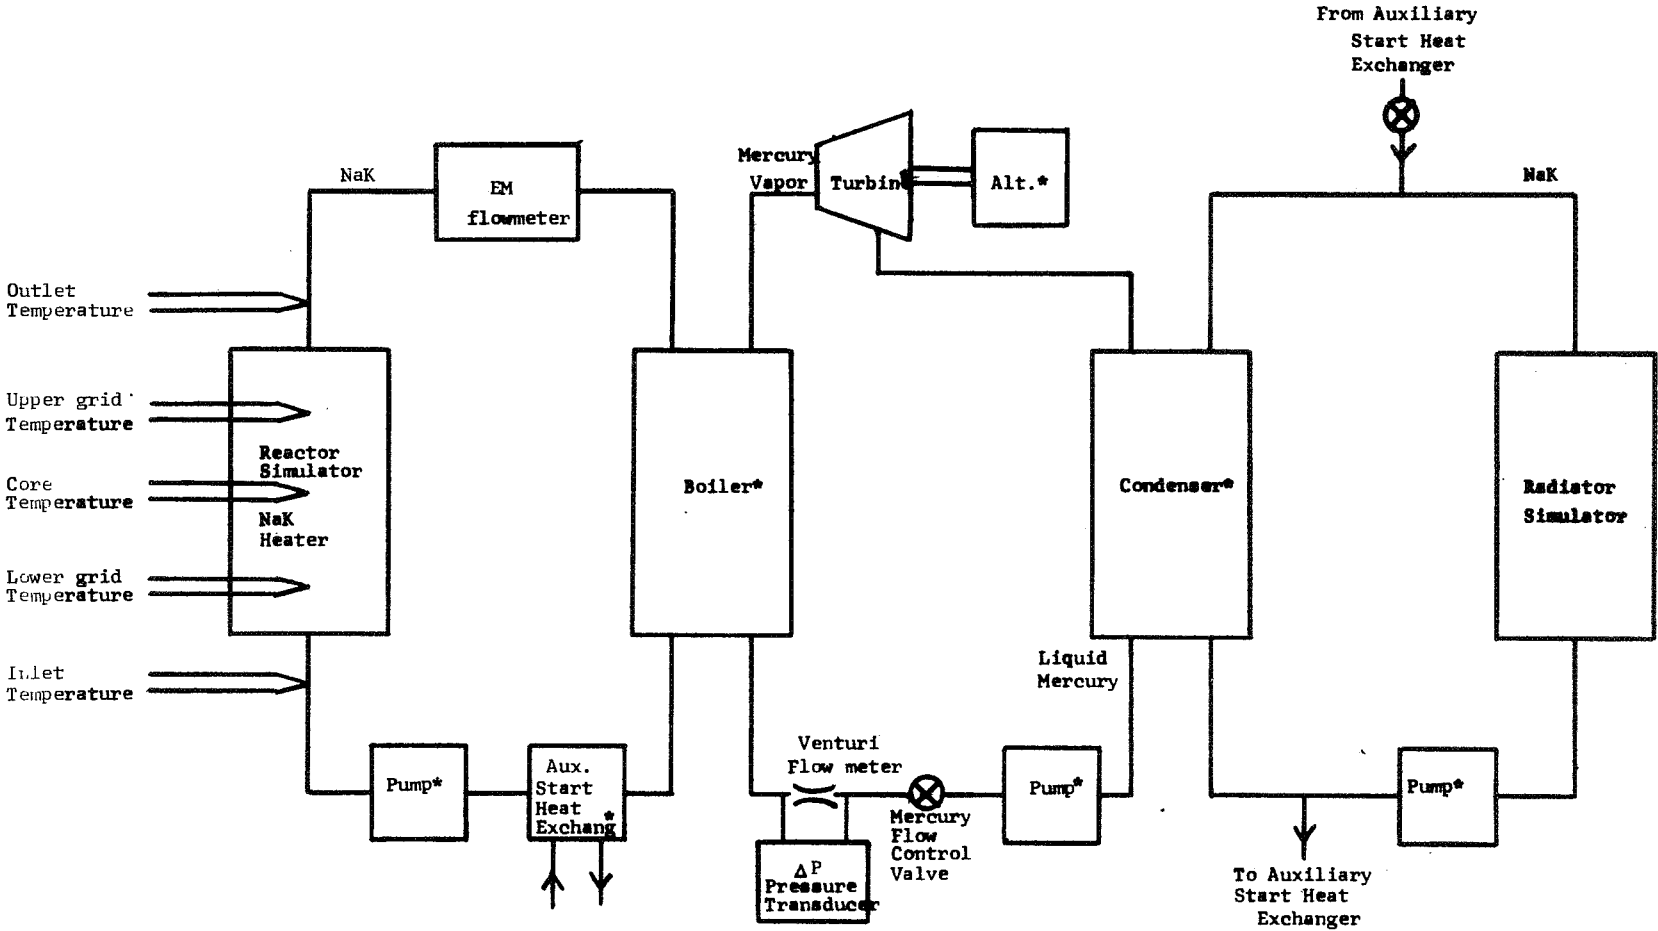 From Auxiliary
Start Heat
Exchanger
NaK
EM
flowmeter
Mercury
Vapor
Turbine*
Alt.*
NaK
Outlet
Temperature
Upper grid
Temperature
Reactor
Simulator
Core
Temperature
NaK
Heater
Lower grid
Temperature
Inlet
Temperature
Boiler*
Condenser*
Radiator
Simulator
Liquid
Mercury
Pump*
Aux.
Start
Heat
Exchang*
Venturi
Flow meter
Mercury
Flow
Control
Valve
ΔP
Pressure
Transducer
Pump*
Pump*
To Auxiliary
Start Heat
Exchanger